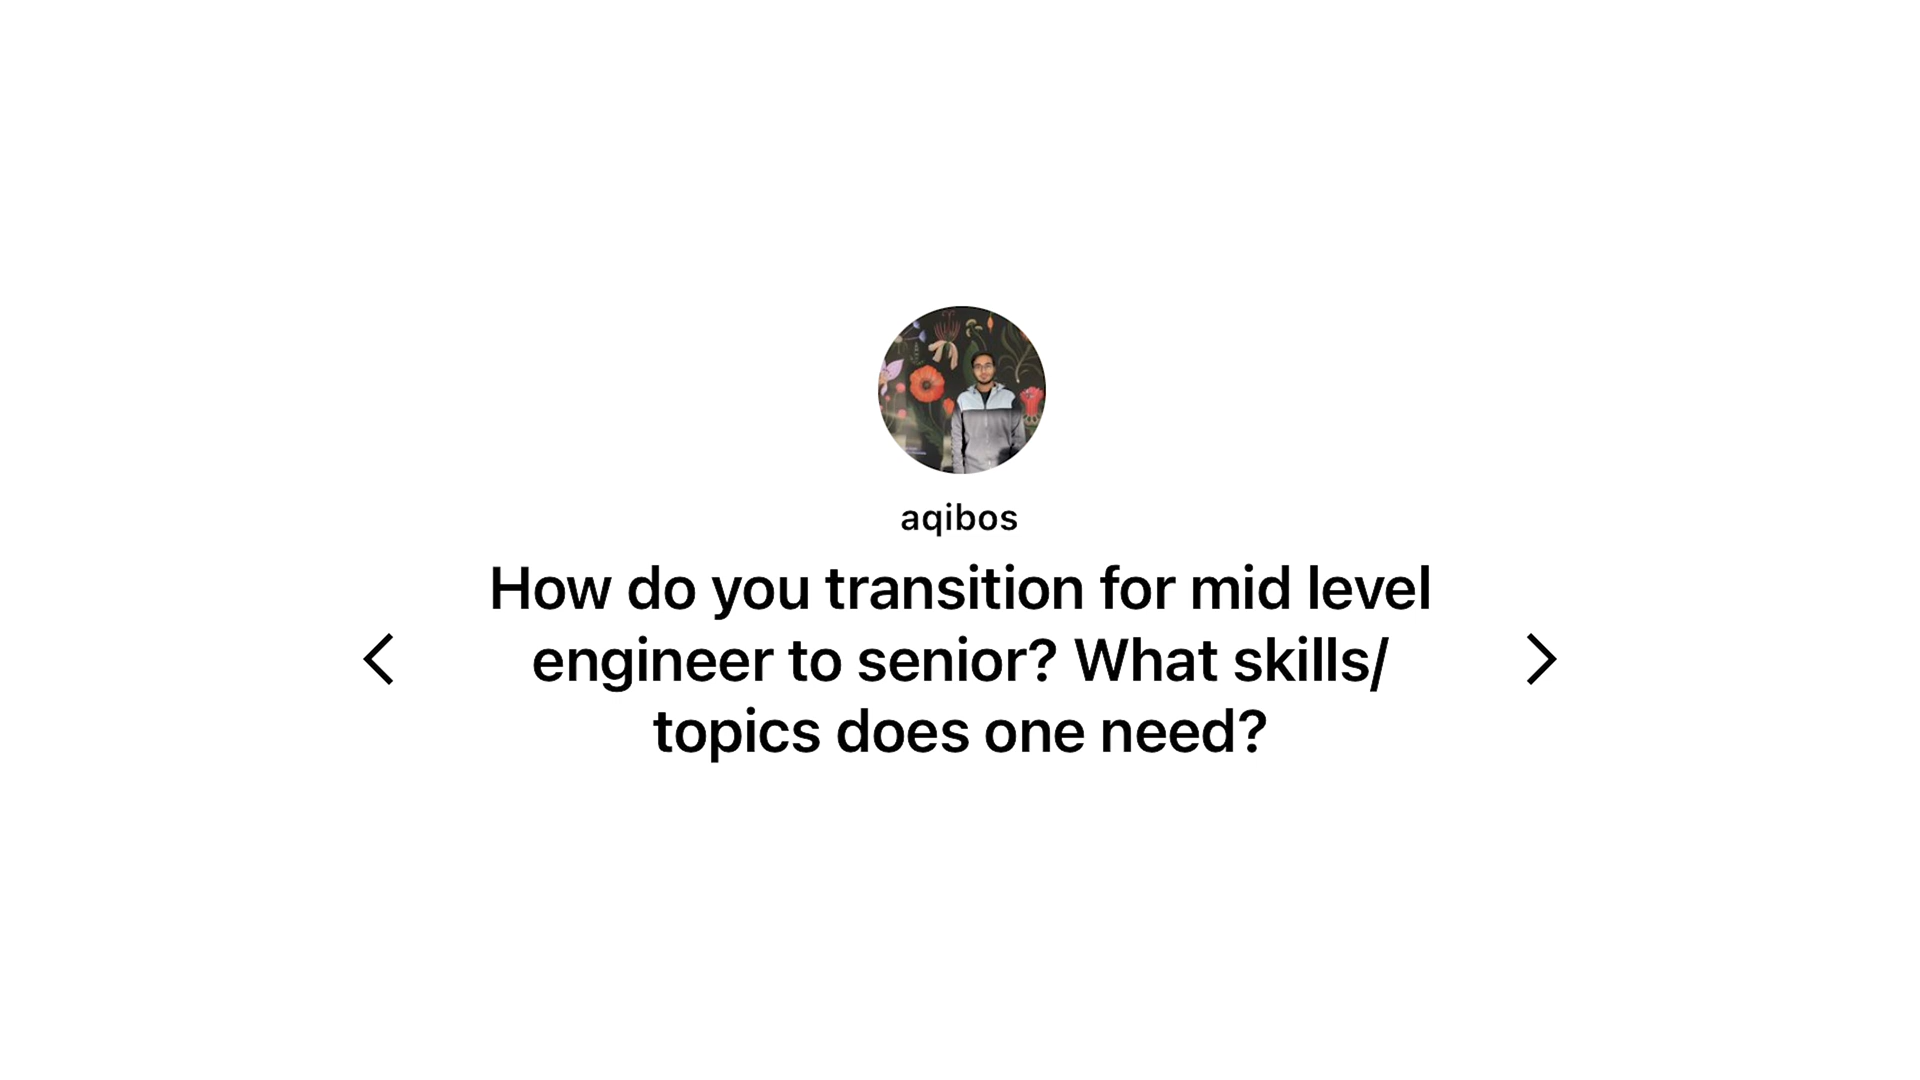 aqibos
How do you transition for mid level
engineer to senior? What skills/
topics does one need?